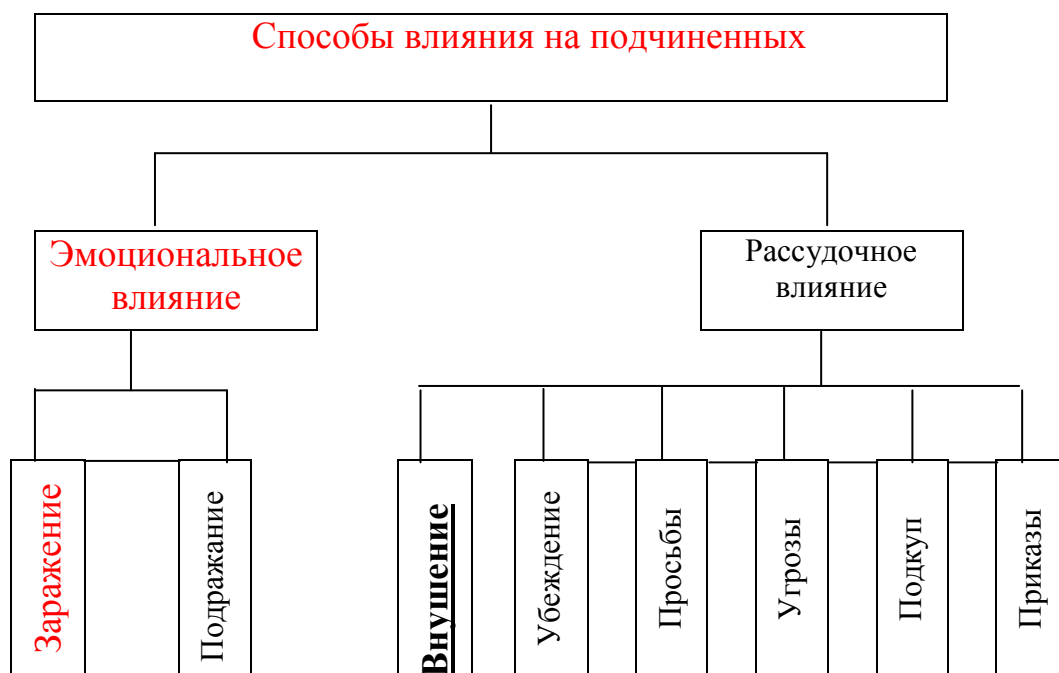 Способы влияния на подчиненных
Эмоциональное
влияние
Рассудочное
влияние
Заражение
Подражание
Внушение
Убеждение
Просьбы
Угрозы
Подкуп
Приказы